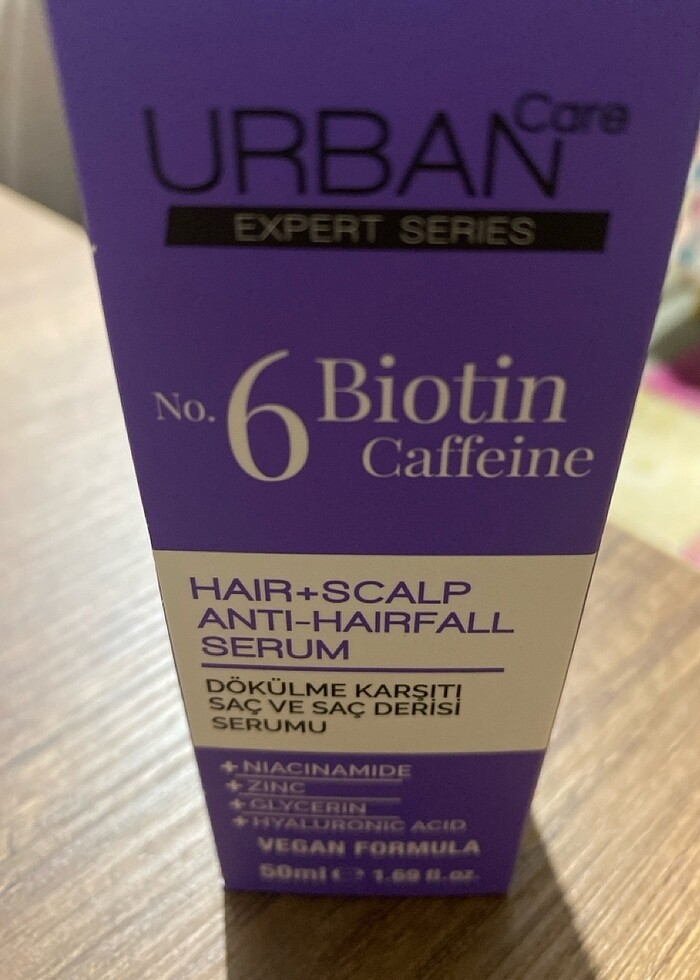 URBAN Care
EXPERT SERIES
No. 6 Biotin
Caffeine
HAIR+SCALP
ANTI-HAIRFALL
SERUM
DÖKÜLME KARŞITI
SAÇ VE SAÇ DERİSİ
SERUMU
+NIACINAMIDE
+ZINC
+GLYCERIN
+HYALURONIC ACID
VEGAN FORMULA
50ml ℮ 1.69 fl.oz.